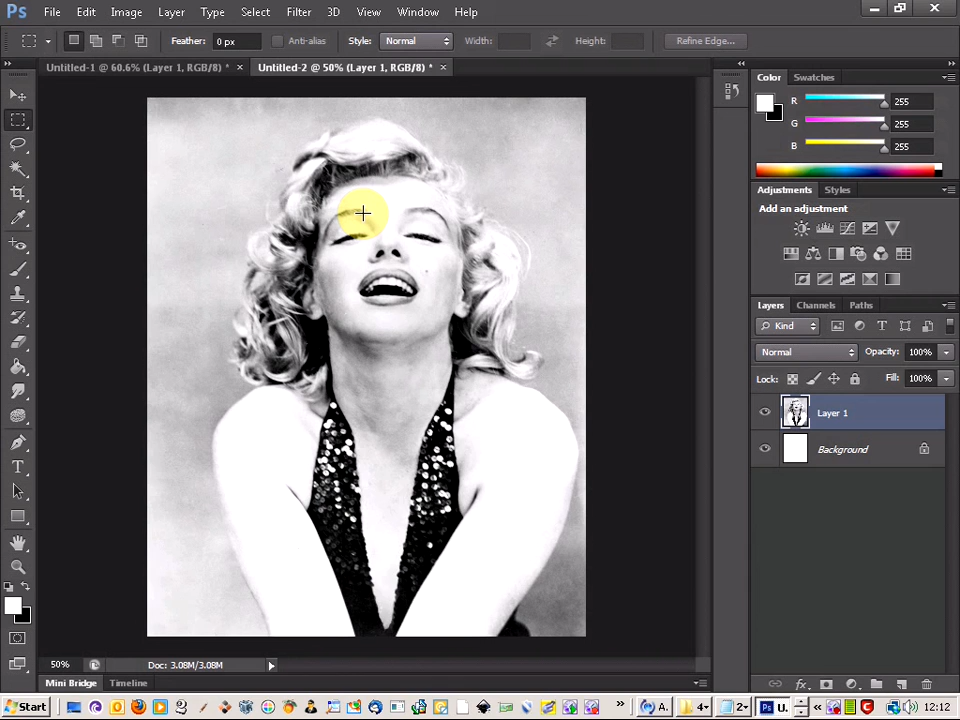 Ps File Edit Image Layer Type Select Filter 3D View Window Help
Feather: 0 px Anti-alias Style: Normal Width: Height: Refine Edge...
Untitled-1 @ 60.6% (Layer 1, RGB/8) * × Untitled-2 @ 50% (Layer 1, RGB/8) * ×
Color Swatches
R 255
G 255
B 255
Adjustments Styles
Add an adjustment
Layers Channels Paths
Kind
Normal Opacity: 100%
Lock: Fill: 100%
Layer 1
Background
50% Doc: 3.08M/3.08M
Mini Bridge Timeline
Start A. 4 2 Ps U. 12:12